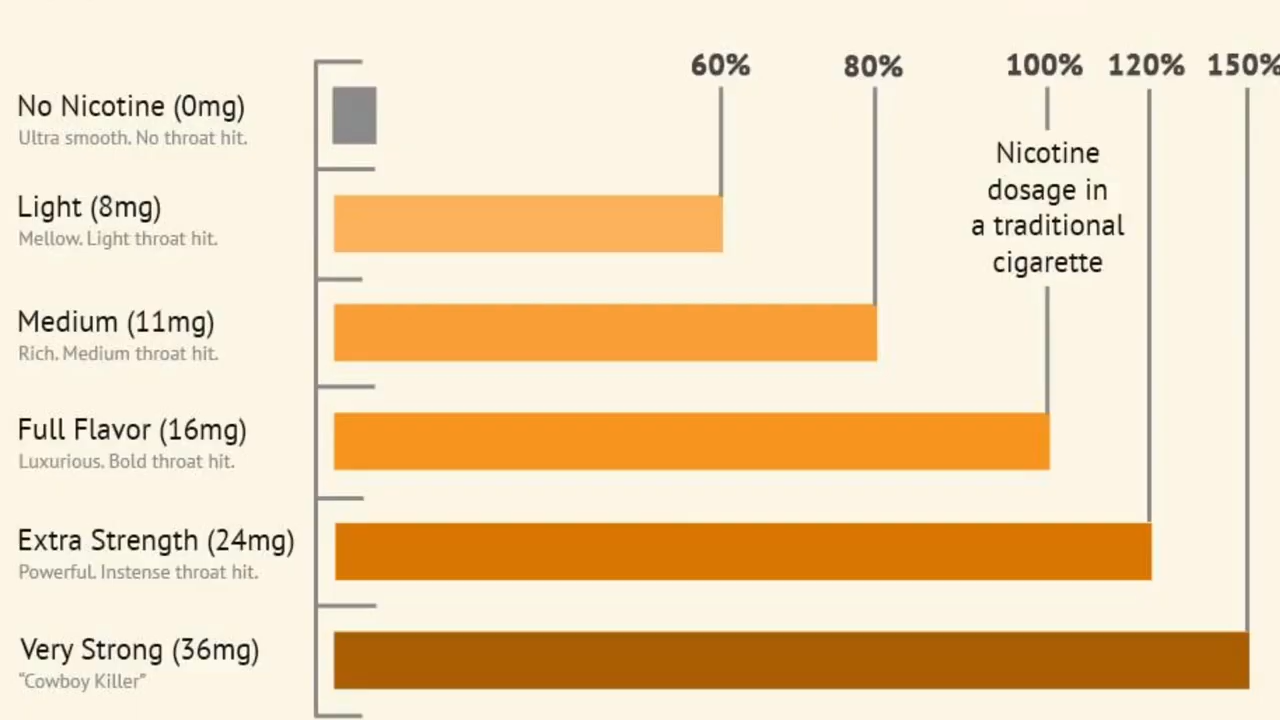 60% 80% 100% 120% 150%
No Nicotine (0mg)
Ultra smooth. No throat hit.
Nicotine
dosage in
a traditional
cigarette
Light (8mg)
Mellow. Light throat hit.
Medium (11mg)
Rich. Medium throat hit.
Full Flavor (16mg)
Luxurious. Bold throat hit.
Extra Strength (24mg)
Powerful. Instense throat hit.
Very Strong (36mg)
“Cowboy Killer”